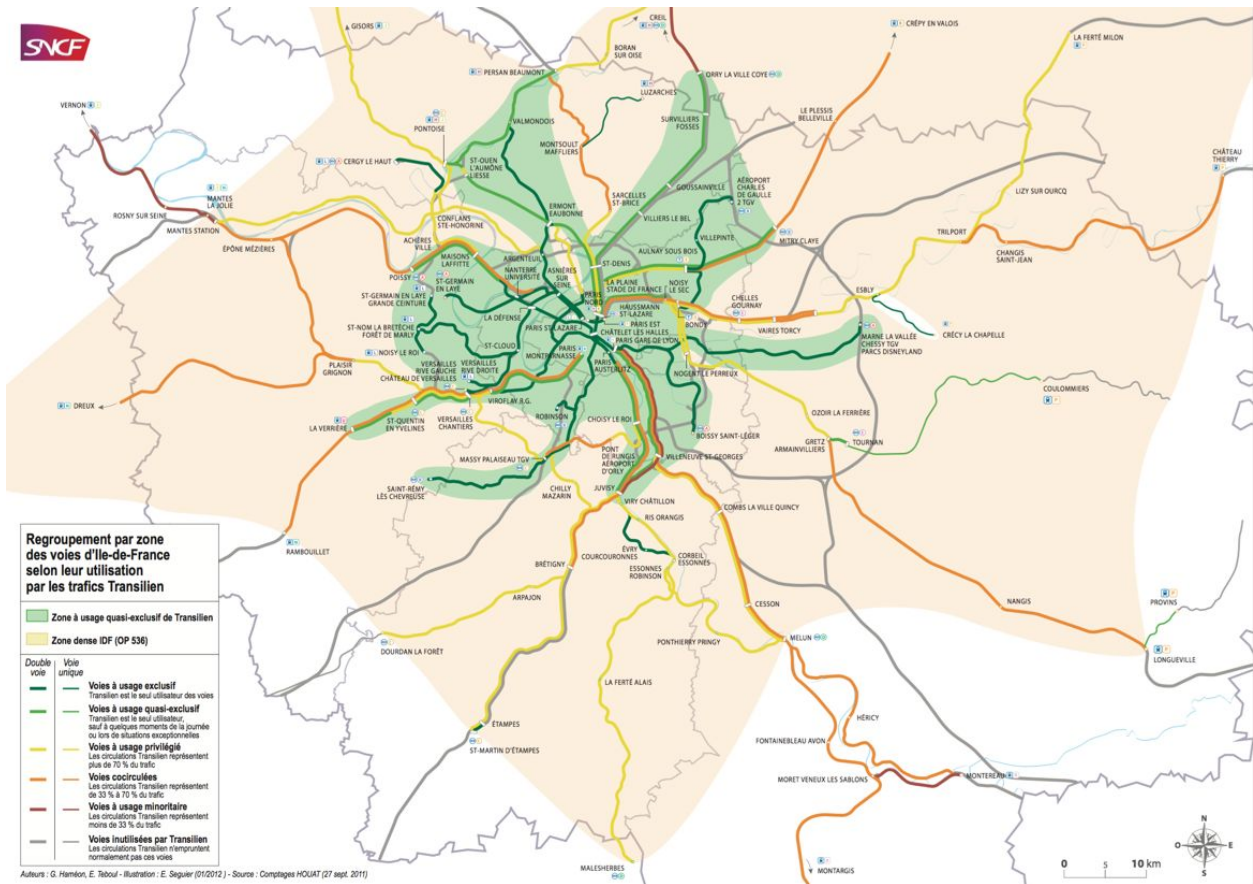 SNCF
GISORS
CREIL
CRÉPY EN VALOIS
LA FERTÉ MILON
BORAN
SUR OISE
PERSAN BEAUMONT
ORRY LA VILLE COYE
LUZARCHES
VERNON
PONTOISE
VALMONDOIS
SURVILLIERS
FOSSES
LE PLESSIS
BELLEVILLE
MONTSOULT
MAFFLIERS
CERGY LE HAUT
ST-OUEN
L'AUMÔNE
LIESSE
CHÂTEAU
THIERRY
AÉROPORT
CHARLES
DE GAULLE
2 TGV
GOUSSAINVILLE
LIZY SUR OURCQ
MANTES
LA JOLIE
SARCELLES
ST-BRICE
ROSNY SUR SEINE
MANTES STATION
CONFLANS
STE-HONORINE
ERMONT
EAUBONNE
VILLIERS LE BEL
VILLEPINTE
TRILPORT
ÉPÔNE MÉZIÈRES
ACHÈRES
VILLE
MITRY CLAYE
CHANGIS
SAINT-JEAN
MAISONS
LAFFITTE
ARGENTEUIL
AULNAY SOUS BOIS
NANTERRE
UNIVERSITÉ
ASNIÈRES
SUR
SEINE
ST-DENIS
POISSY
ST-GERMAIN
EN LAYE
LA PLAINE
STADE DE FRANCE
NOISY
LE SEC
CHELLES
GOURNAY
ESBLY
ST-GERMAIN EN LAYE
GRANDE CEINTURE
PARIS
NORD
HAUSSMANN
ST-LAZARE
LA DÉFENSE
PARIS ST-LAZARE
PARIS EST
CHÂTELET LES HALLES
PARIS GARE DE LYON
BONDY
VAIRES TORCY
CRÉCY LA CHAPELLE
ST-NOM LA BRETÈCHE
FORÊT DE MARLY
ST-CLOUD
PARIS
MONTPARNASSE
MARNE LA VALLÉE
CHESSY TGV
PARCS DISNEYLAND
NOISY LE ROI
PLAISIR
GRIGNON
VERSAILLES
RIVE GAUCHE
CHÂTEAU DE VERSAILLES
VERSAILLES
RIVE DROITE
PARIS
AUSTERLITZ
NOGENT LE PERREUX
COULOMMIERS
DREUX
VIROFLAY R.G.
LA VERRIÈRE
ST-QUENTIN
EN YVELINES
VERSAILLES
CHANTIERS
ROBINSON
CHOISY LE ROI
OZOIR LA FERRIÈRE
BOISSY SAINT-LÉGER
GRETZ
ARMAINVILLIERS
TOURNAN
MASSY PALAISEAU TGV
PONT
DE RUNGIS
AÉROPORT
D'ORLY
VILLENEUVE ST-GEORGES
SAINT-RÉMY
LÈS CHEVREUSE
CHILLY
MAZARIN
JUVISY
VIRY CHÂTILLON
COMBS LA VILLE QUINCY
RIS ORANGIS
RAMBOUILLET
BRÉTIGNY
ÉVRY
COURCOURONNES
CORBEIL
ESSONNES
ESSONNES
ROBINSON
ARPAJON
CESSON
NANGIS
PROVINS
DOURDAN LA FORÊT
PONTHIERRY PRINGY
MELUN
LONGUEVILLE
LA FERTÉ ALAIS
ÉTAMPES
HÉRICY
ST-MARTIN D'ÉTAMPES
FONTAINEBLEAU AVON
MORET VENEUX LES SABLONS
MONTEREAU
MALESHERBES
MONTARGIS
Regroupement par zone
des voies d'Ile-de-France
selon leur utilisation
par les trafics Transilien
Zone à usage quasi-exclusif de Transilien
Zone dense IDF (OP 536)
Double
voie
Voie
unique
Voies à usage exclusif
Transilien est le seul utilisateur des voies
Voies à usage quasi-exclusif
Transilien est le seul utilisateur,
sauf à quelques moments de la journée
ou lors de situations exceptionnelles
Voies à usage privilégié
Les circulations Transilien représentent
plus de 70 % du trafic
Voies cocirculées
Les circulations Transilien représentent
de 33 % à 70 % du trafic
Voies à usage minoritaire
Les circulations Transilien représentent
moins de 33 % du trafic
Voies inutilisées par Transilien
Les circulations Transilien n'empruntent
normalement pas ces voies
N
O
E
S
0 5 10 km
Auteurs : G. Haméon, E. Teboul - Illustration : E. Seguier (01/2012 ) - Source : Comptages HOUAT (27 sept. 2011)